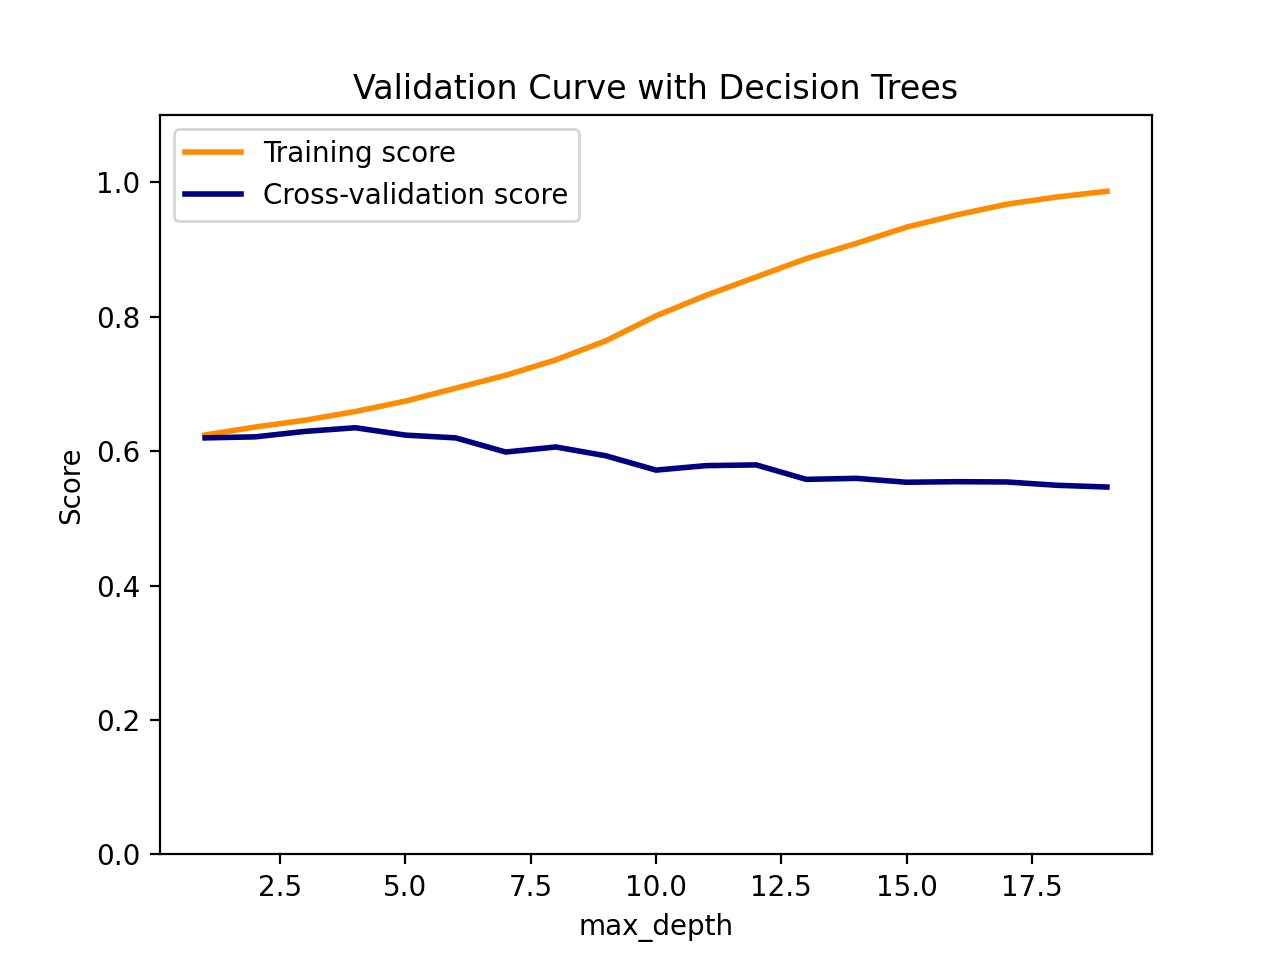 Validation Curve with Decision Trees
Training score
Cross-validation score
1.0
0.8
0.6
0.4
0.2
0.0
Score
2.5 5.0 7.5 10.0 12.5 15.0 17.5
max_depth